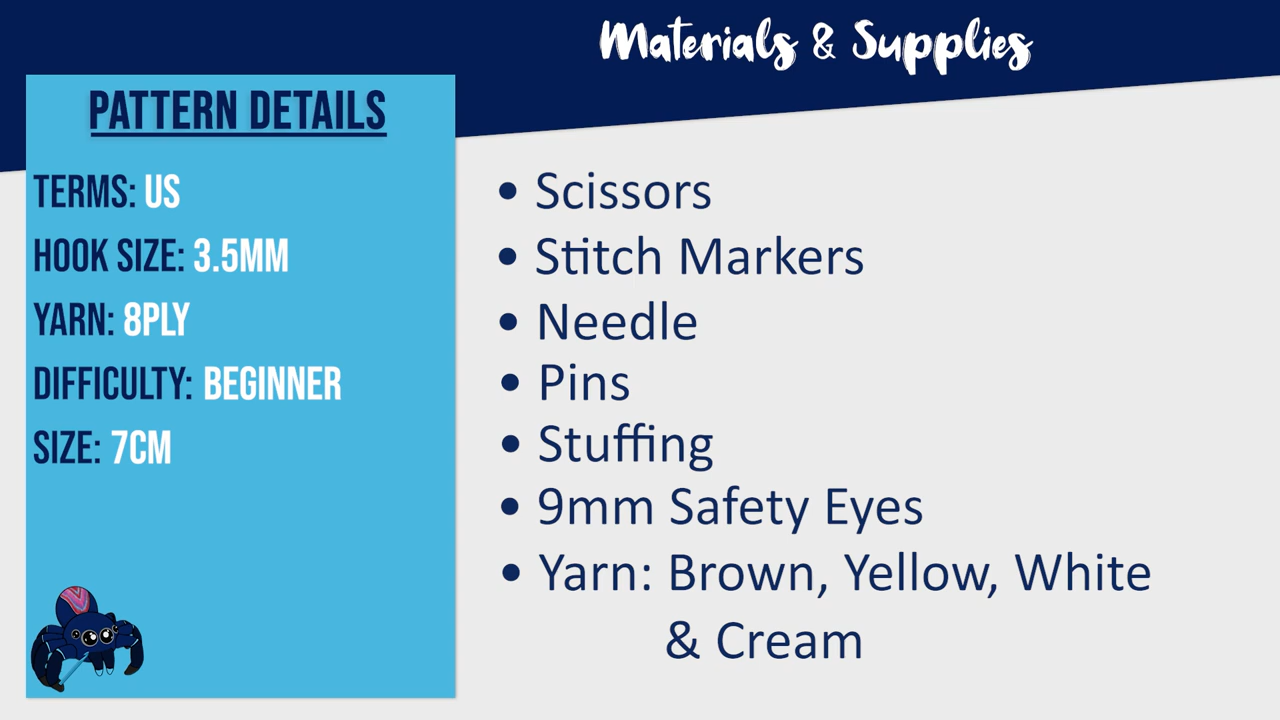 Materials & Supplies
PATTERN DETAILS
TERMS: US
HOOK SIZE: 3.5MM
YARN: 8PLY
DIFFICULTY: BEGINNER
SIZE: 7CM
• Scissors
• Stitch Markers
• Needle
• Pins
• Stuffing
• 9mm Safety Eyes
• Yarn: Brown, Yellow, White
& Cream